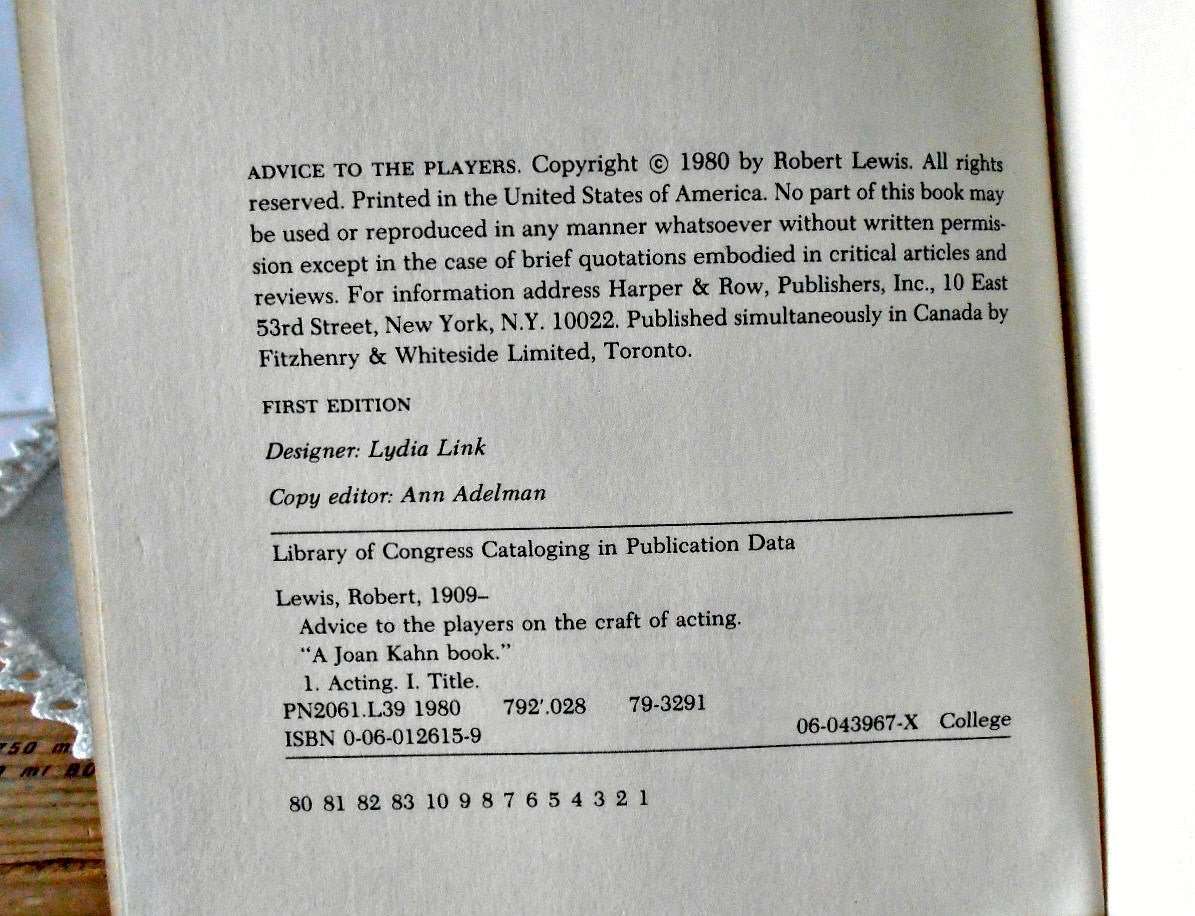 ADVICE TO THE PLAYERS. Copyright © 1980 by Robert Lewis. All rights
reserved. Printed in the United States of America. No part of this book may
be used or reproduced in any manner whatsoever without written permis-
sion except in the case of brief quotations embodied in critical articles and
reviews. For information address Harper & Row, Publishers, Inc., 10 East
53rd Street, New York, N.Y. 10022. Published simultaneously in Canada by
Fitzhenry & Whiteside Limited, Toronto.
FIRST EDITION
Designer: Lydia Link
Copy editor: Ann Adelman
Library of Congress Cataloging in Publication Data
Lewis, Robert, 1909–
Advice to the players on the craft of acting.
"A Joan Kahn book."
1. Acting. I. Title.
PN2061.L39 1980 792'.028 79-3291
ISBN 0-06-012615-9 06-043967-X College
80 81 82 83 10 9 8 7 6 5 4 3 2 1